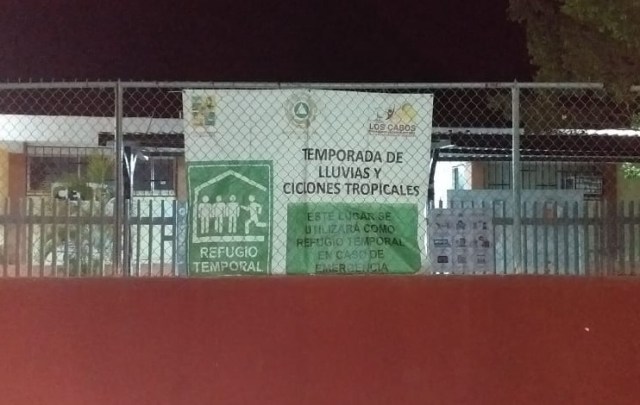 LOS CABOS
TEMPORADA DE
LLUVIAS Y
CICLONES TROPICALES
ESTE LUGAR SE
UTILIZARÁ COMO
REFUGIO TEMPORAL
EN CASO DE
EMERGENCIA
REFUGIO
TEMPORAL